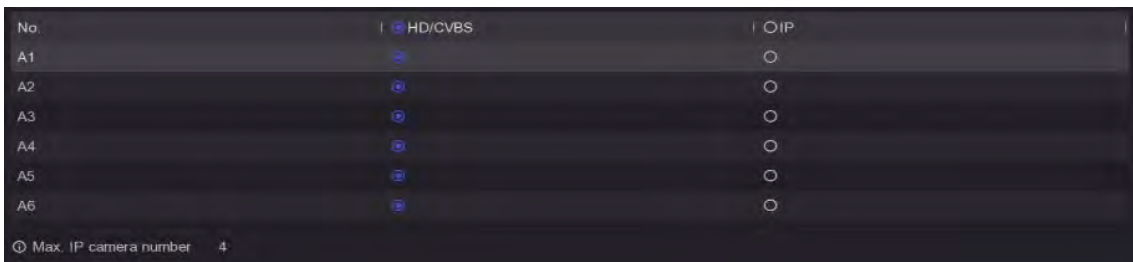 No. HD/CVBS IP
A1
A2
A3
A4
A5
A6
Max. IP camera number 4